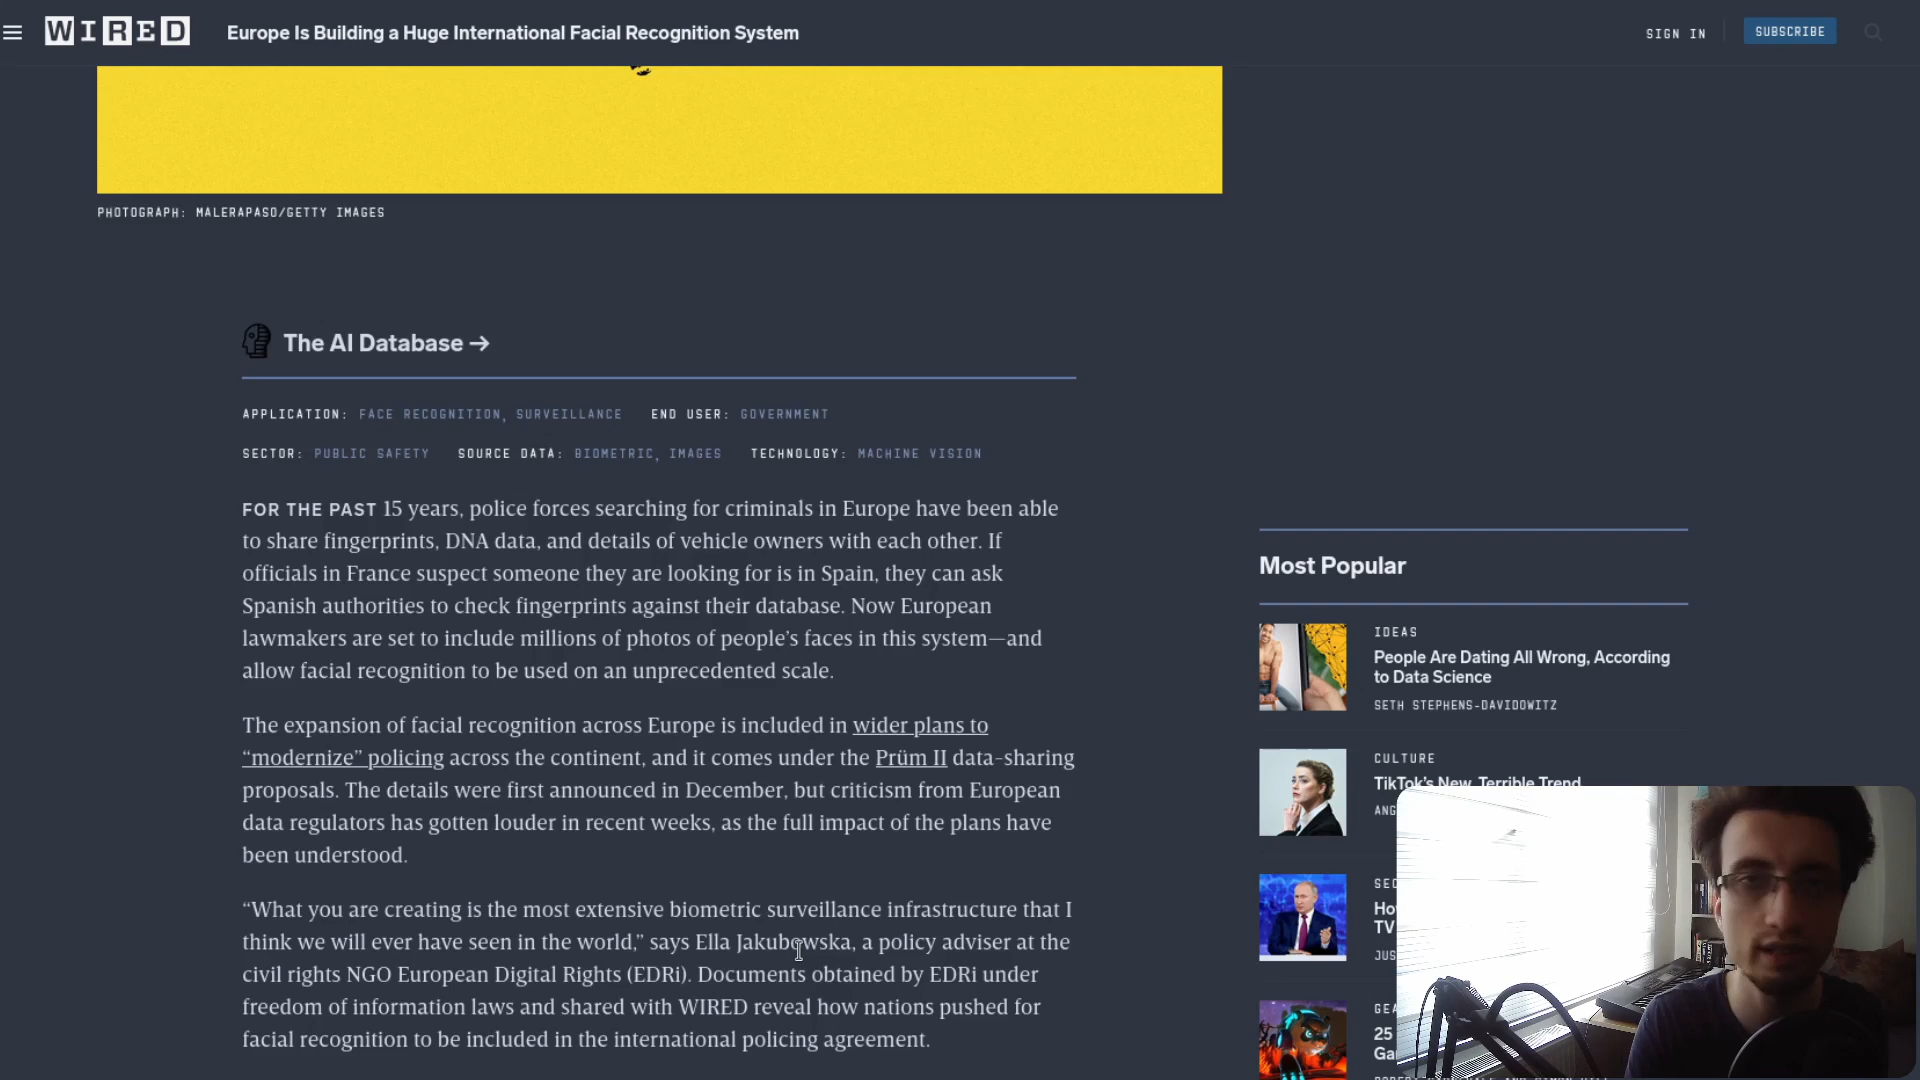 WIRED
Europe Is Building a Huge International Facial Recognition System
SIGN IN
SUBSCRIBE
PHOTOGRAPH: MALERAPASO/GETTY IMAGES
The AI Database →
APPLICATION: FACE RECOGNITION, SURVEILLANCE END USER: GOVERNMENT
SECTOR: PUBLIC SAFETY SOURCE DATA: BIOMETRIC, IMAGES TECHNOLOGY: MACHINE VISION
FOR THE PAST 15 years, police forces searching for criminals in Europe have been able
to share fingerprints, DNA data, and details of vehicle owners with each other. If
officials in France suspect someone they are looking for is in Spain, they can ask
Spanish authorities to check fingerprints against their database. Now European
lawmakers are set to include millions of photos of people’s faces in this system—and
allow facial recognition to be used on an unprecedented scale.
The expansion of facial recognition across Europe is included in wider plans to
“modernize” policing across the continent, and it comes under the Prüm II data-sharing
proposals. The details were first announced in December, but criticism from European
data regulators has gotten louder in recent weeks, as the full impact of the plans have
been understood.
“What you are creating is the most extensive biometric surveillance infrastructure that I
think we will ever have seen in the world,” says Ella Jakubowska, a policy adviser at the
civil rights NGO European Digital Rights (EDRi). Documents obtained by EDRi under
freedom of information laws and shared with WIRED reveal how nations pushed for
facial recognition to be included in the international policing agreement.
Most Popular
IDEAS
People Are Dating All Wrong, According
to Data Science
SETH STEPHENS-DAVIDOWITZ
CULTURE
TikTok’s New, Terrible Trend
ANG
SEC
Ho
TV
JUS
GEA
25
Ga